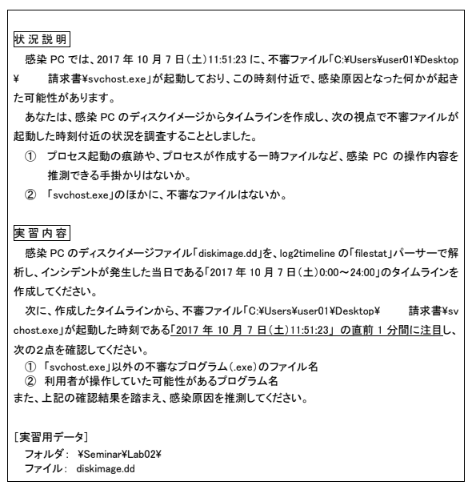 状況説明
感染 PC では、2017 年 10 月 7 日(土)11:51:23 に、不審ファイル「C:¥Users¥user01¥Desktop
¥ 請求書¥svchost.exe」が起動しており、この時刻付近で、感染原因となった何かが起き
た可能性があります。
あなたは、感染 PC のディスクイメージからタイムラインを作成し、次の視点で不審ファイルが
起動した時刻付近の状況を調査することとしました。
① プロセス起動の痕跡や、プロセスが作成する一時ファイルなど、感染 PC の操作内容を
推測できる手掛かりはないか。
② 「svchost.exe」のほかに、不審なファイルはないか。
実習内容
感染 PC のディスクイメージファイル「diskimage.dd」を、log2timeline の「filestat」パーサーで解
析し、インシデントが発生した当日である「2017 年 10 月 7 日(土)0:00～24:00」のタイムラインを
作成してください。
次に、作成したタイムラインから、不審ファイル「C:¥Users¥user01¥Desktop¥ 請求書¥sv
chost.exe」が起動した時刻である「2017 年 10 月 7 日(土)11:51:23」 の直前 1 分間に注目し、
次の2点を確認してください。
① 「svchost.exe」以外の不審なプログラム(.exe)のファイル名
② 利用者が操作していた可能性があるプログラム名
また、上記の確認結果を踏まえ、感染原因を推測してください。
[実習用データ]
フォルダ: ¥Seminar¥Lab02¥
ファイル: diskimage.dd